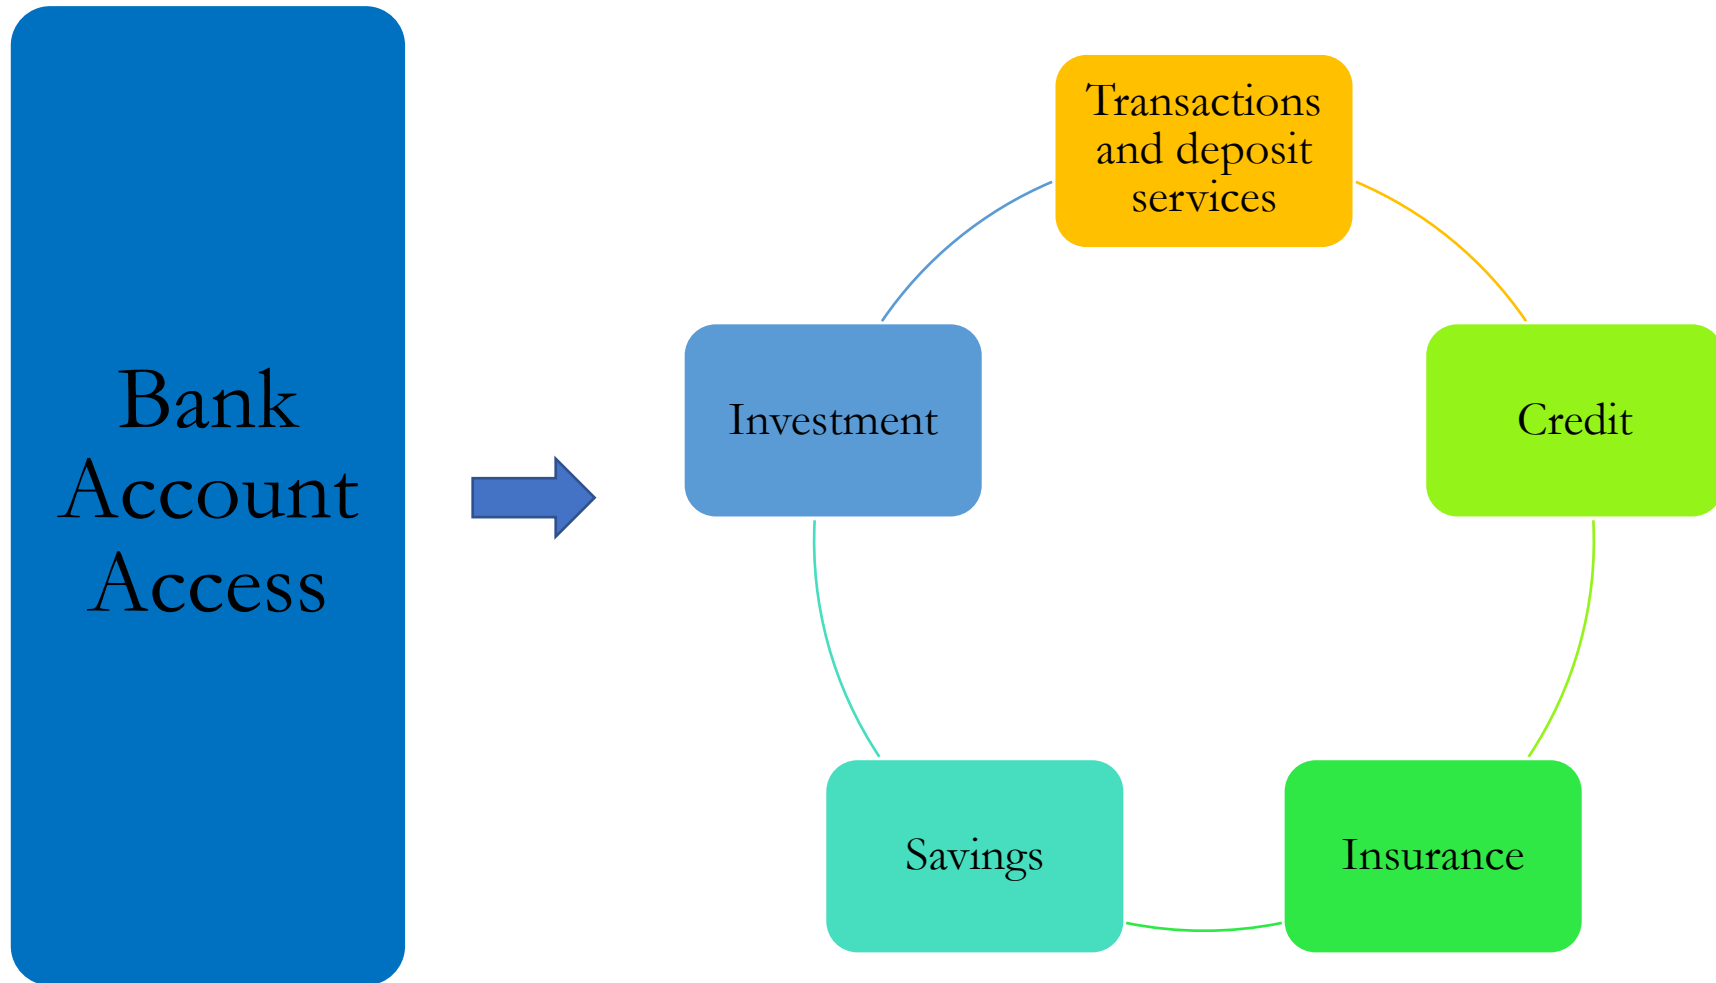 Bank
Account
Access
Transactions
and deposit
services
Investment
Credit
Savings
Insurance